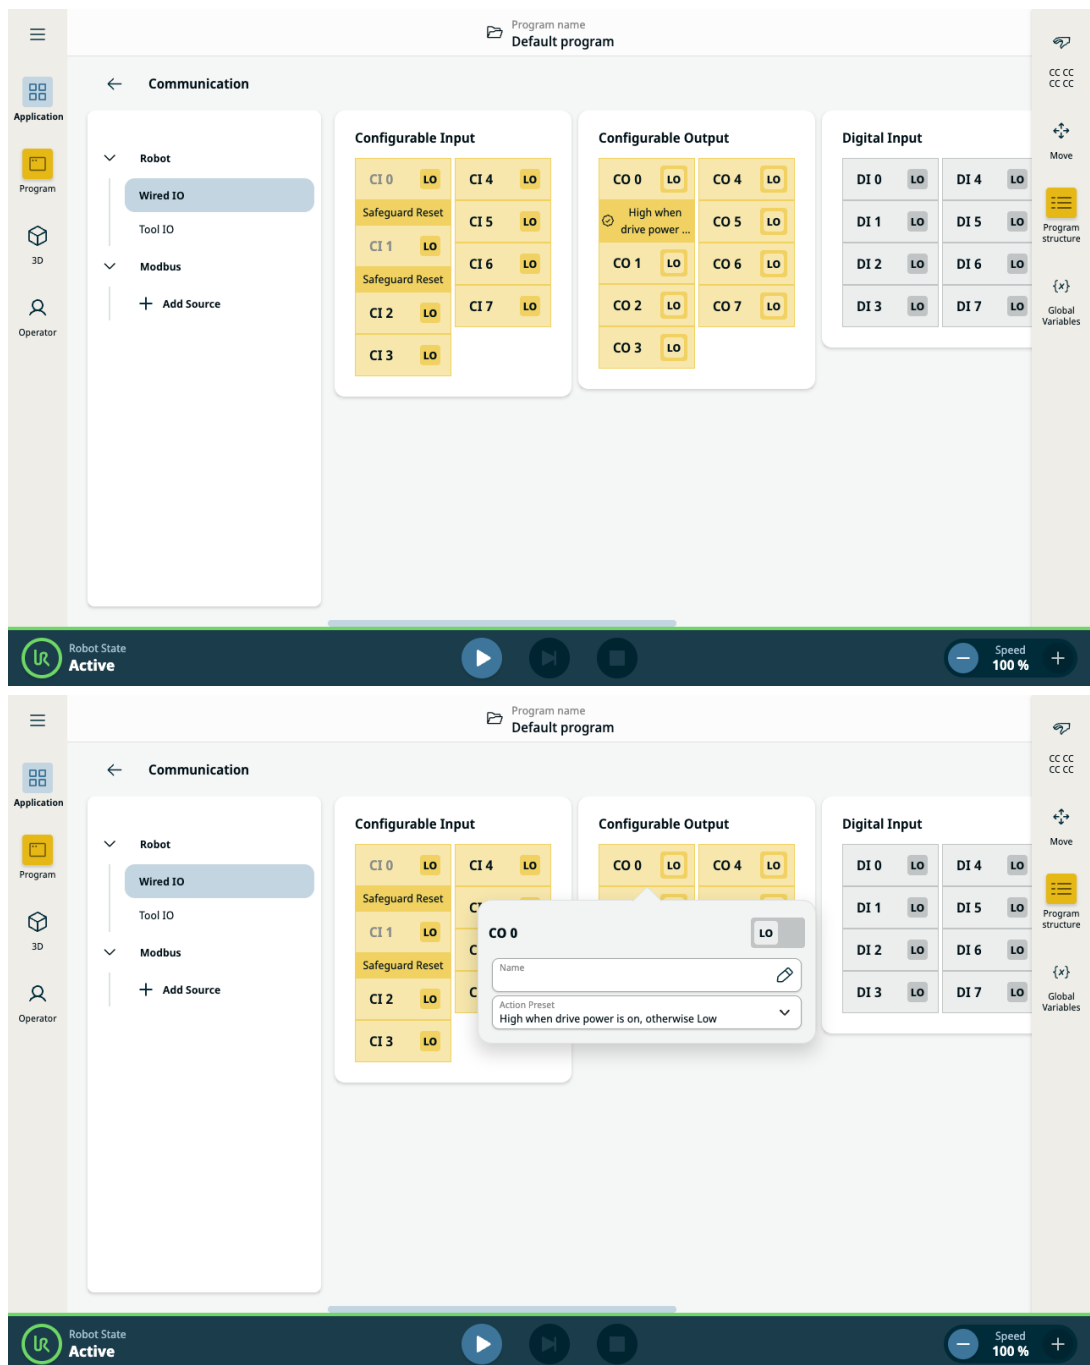 Program name
Default program
Communication
Application
Program
3D
Operator
Robot
Wired IO
Tool IO
Modbus
Add Source
Configurable Input
CI 0 LO CI 4 LO
Safeguard Reset
CI 5 LO
CI 1 LO
CI 6 LO
Safeguard Reset
CI 2 LO CI 7 LO
CI 3 LO
Configurable Output
CO 0 LO CO 4 LO
High when
drive power ...
CO 5 LO
CO 1 LO CO 6 LO
CO 2 LO CO 7 LO
CO 3 LO
Digital Input
DI 0 LO DI 4 LO
DI 1 LO DI 5 LO
DI 2 LO DI 6 LO
DI 3 LO DI 7 LO
CC CC
CC CC
Move
Program
structure
{x}
Global
Variables
UR
Robot State
Active
Speed
100 %
Program name
Default program
Communication
Application
Program
3D
Operator
Robot
Wired IO
Tool IO
Modbus
Add Source
Configurable Input
CI 0 LO CI 4 LO
Safeguard Reset
C
CI 1 LO
C
Safeguard Reset
CI 2 LO C
CI 3 LO
Configurable Output
CO 0 LO CO 4 LO
CO 0 LO
Name
Action Preset
High when drive power is on, otherwise Low
Digital Input
DI 0 LO DI 4 LO
DI 1 LO DI 5 LO
DI 2 LO DI 6 LO
DI 3 LO DI 7 LO
CC CC
CC CC
Move
Program
structure
{x}
Global
Variables
UR
Robot State
Active
Speed
100 %